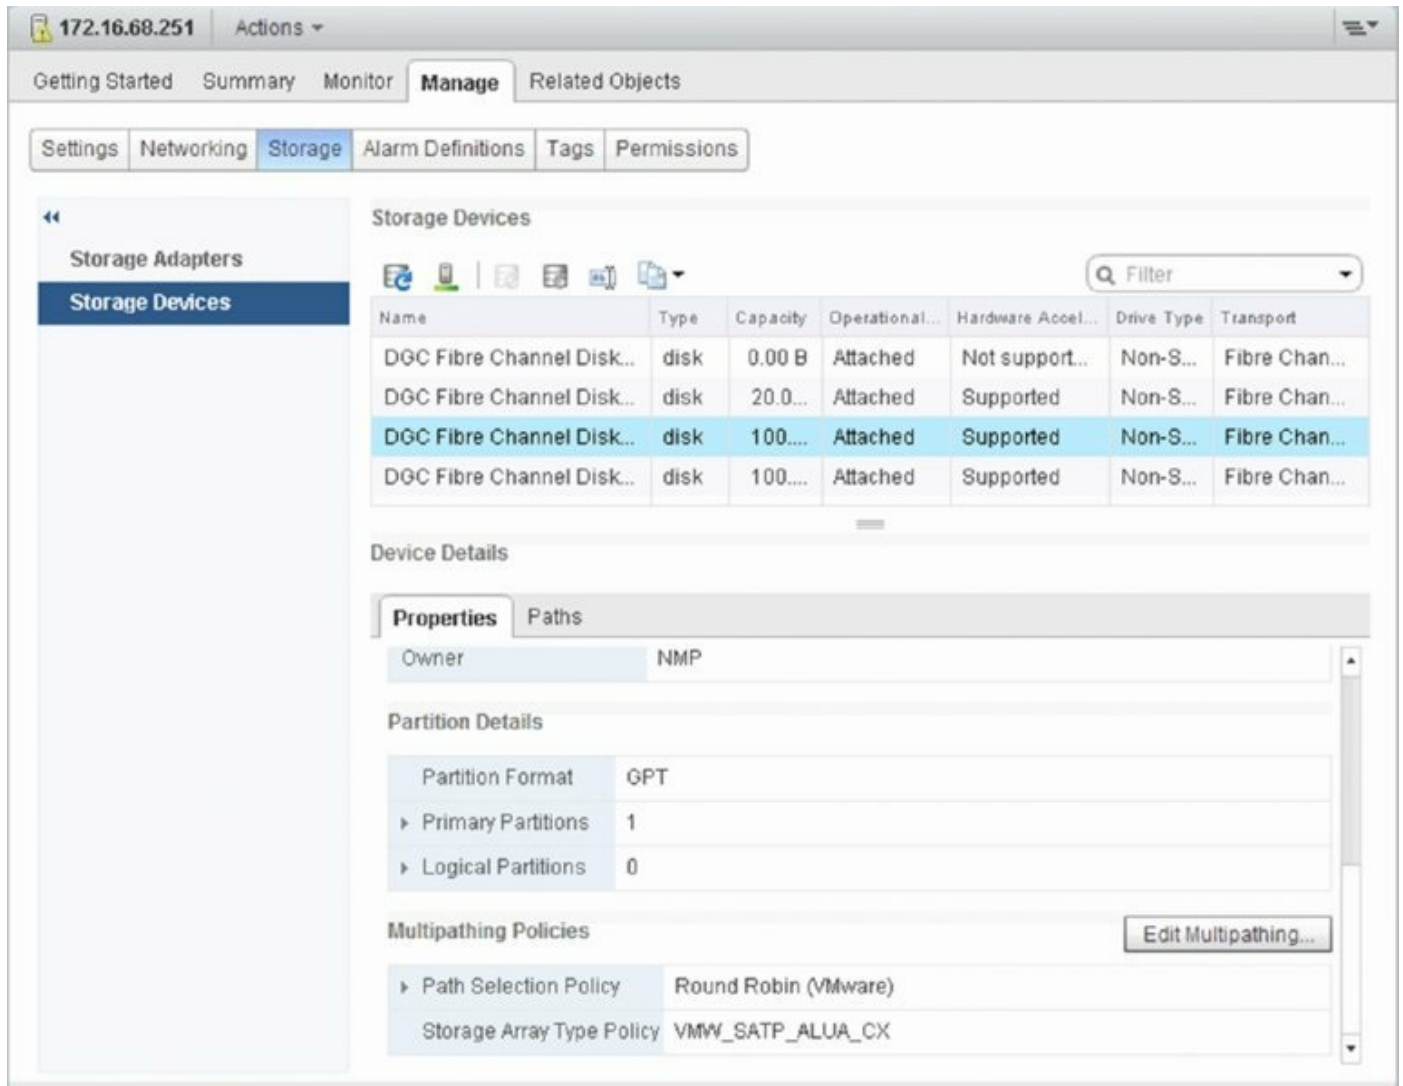 172.16.68.251 Actions
Getting Started Summary Monitor Manage Related Objects
Settings Networking Storage Alarm Definitions Tags Permissions
Storage Adapters
Storage Devices
Storage Devices
Filter
Name Type Capacity Operational... Hardware Accel... Drive Type Transport
DGC Fibre Channel Disk... disk 0.00 B Attached Not support... Non-S... Fibre Chan...
DGC Fibre Channel Disk... disk 20.0... Attached Supported Non-S... Fibre Chan...
DGC Fibre Channel Disk... disk 100.... Attached Supported Non-S... Fibre Chan...
DGC Fibre Channel Disk... disk 100.... Attached Supported Non-S... Fibre Chan...
Device Details
Properties Paths
Owner NMP
Partition Details
Partition Format GPT
Primary Partitions 1
Logical Partitions 0
Multipathing Policies Edit Multipathing...
Path Selection Policy Round Robin (VMware)
Storage Array Type Policy VMW_SATP_ALUA_CX